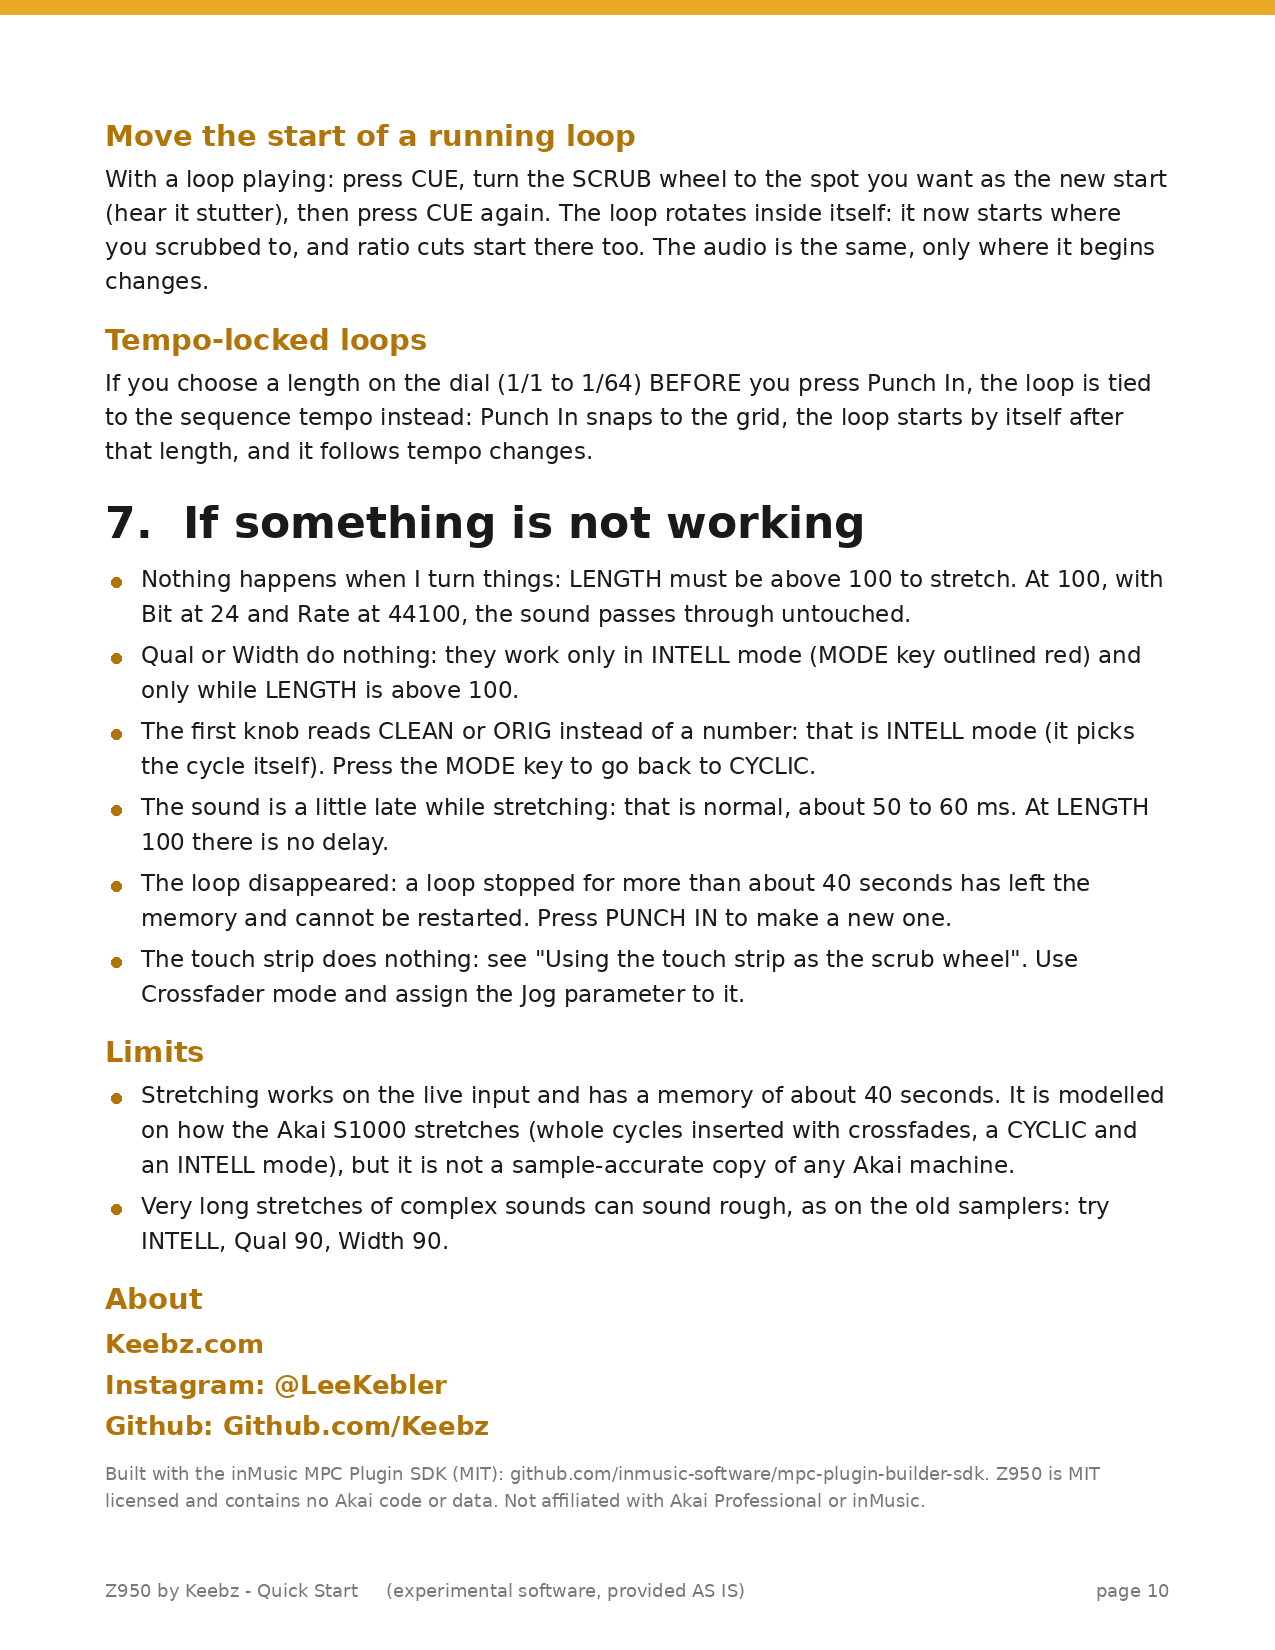 Move the start of a running loop
With a loop playing: press CUE, turn the SCRUB wheel to the spot you want as the new start
(hear it stutter), then press CUE again. The loop rotates inside itself: it now starts where
you scrubbed to, and ratio cuts start there too. The audio is the same, only where it begins
changes.
Tempo-locked loops
If you choose a length on the dial (1/1 to 1/64) BEFORE you press Punch In, the loop is tied
to the sequence tempo instead: Punch In snaps to the grid, the loop starts by itself after
that length, and it follows tempo changes.
7. If something is not working
● Nothing happens when I turn things: LENGTH must be above 100 to stretch. At 100, with
Bit at 24 and Rate at 44100, the sound passes through untouched.
● Qual or Width do nothing: they work only in INTELL mode (MODE key outlined red) and
only while LENGTH is above 100.
● The first knob reads CLEAN or ORIG instead of a number: that is INTELL mode (it picks
the cycle itself). Press the MODE key to go back to CYCLIC.
● The sound is a little late while stretching: that is normal, about 50 to 60 ms. At LENGTH
100 there is no delay.
● The loop disappeared: a loop stopped for more than about 40 seconds has left the
memory and cannot be restarted. Press PUNCH IN to make a new one.
● The touch strip does nothing: see "Using the touch strip as the scrub wheel". Use
Crossfader mode and assign the Jog parameter to it.
Limits
● Stretching works on the live input and has a memory of about 40 seconds. It is modelled
on how the Akai S1000 stretches (whole cycles inserted with crossfades, a CYCLIC and
an INTELL mode), but it is not a sample-accurate copy of any Akai machine.
● Very long stretches of complex sounds can sound rough, as on the old samplers: try
INTELL, Qual 90, Width 90.
About
Keebz.com
Instagram: @LeeKebler
Github: Github.com/Keebz
Built with the inMusic MPC Plugin SDK (MIT): github.com/inmusic-software/mpc-plugin-builder-sdk. Z950 is MIT
licensed and contains no Akai code or data. Not affiliated with Akai Professional or inMusic.
Z950 by Keebz - Quick Start (experimental software, provided AS IS) page 10